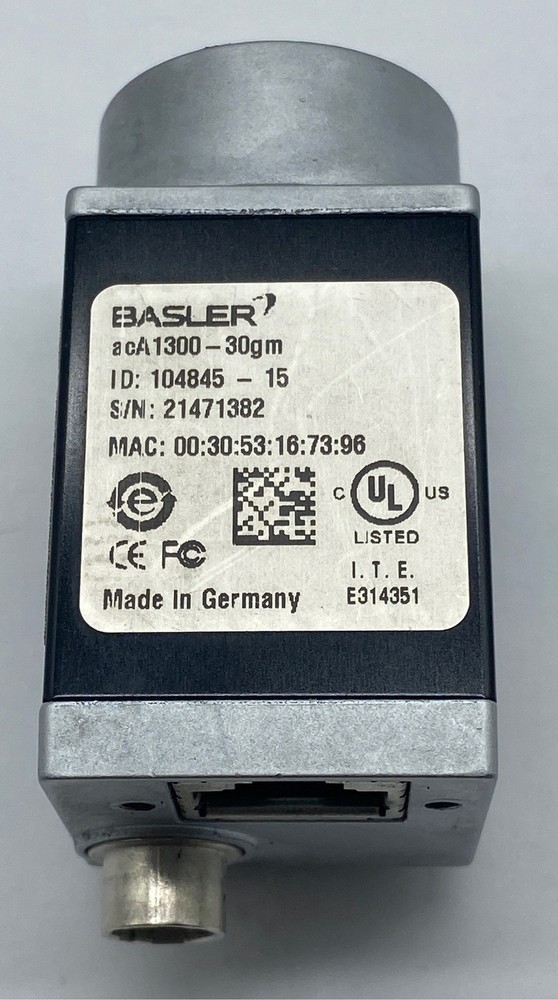 BASLER
acA1300-30gm
ID: 104845 - 15
S/N: 21471382
MAC: 00:30:53:16:73:96
e
C UL US
LISTED
CE FC
I. T. E.
Made in Germany
E314351